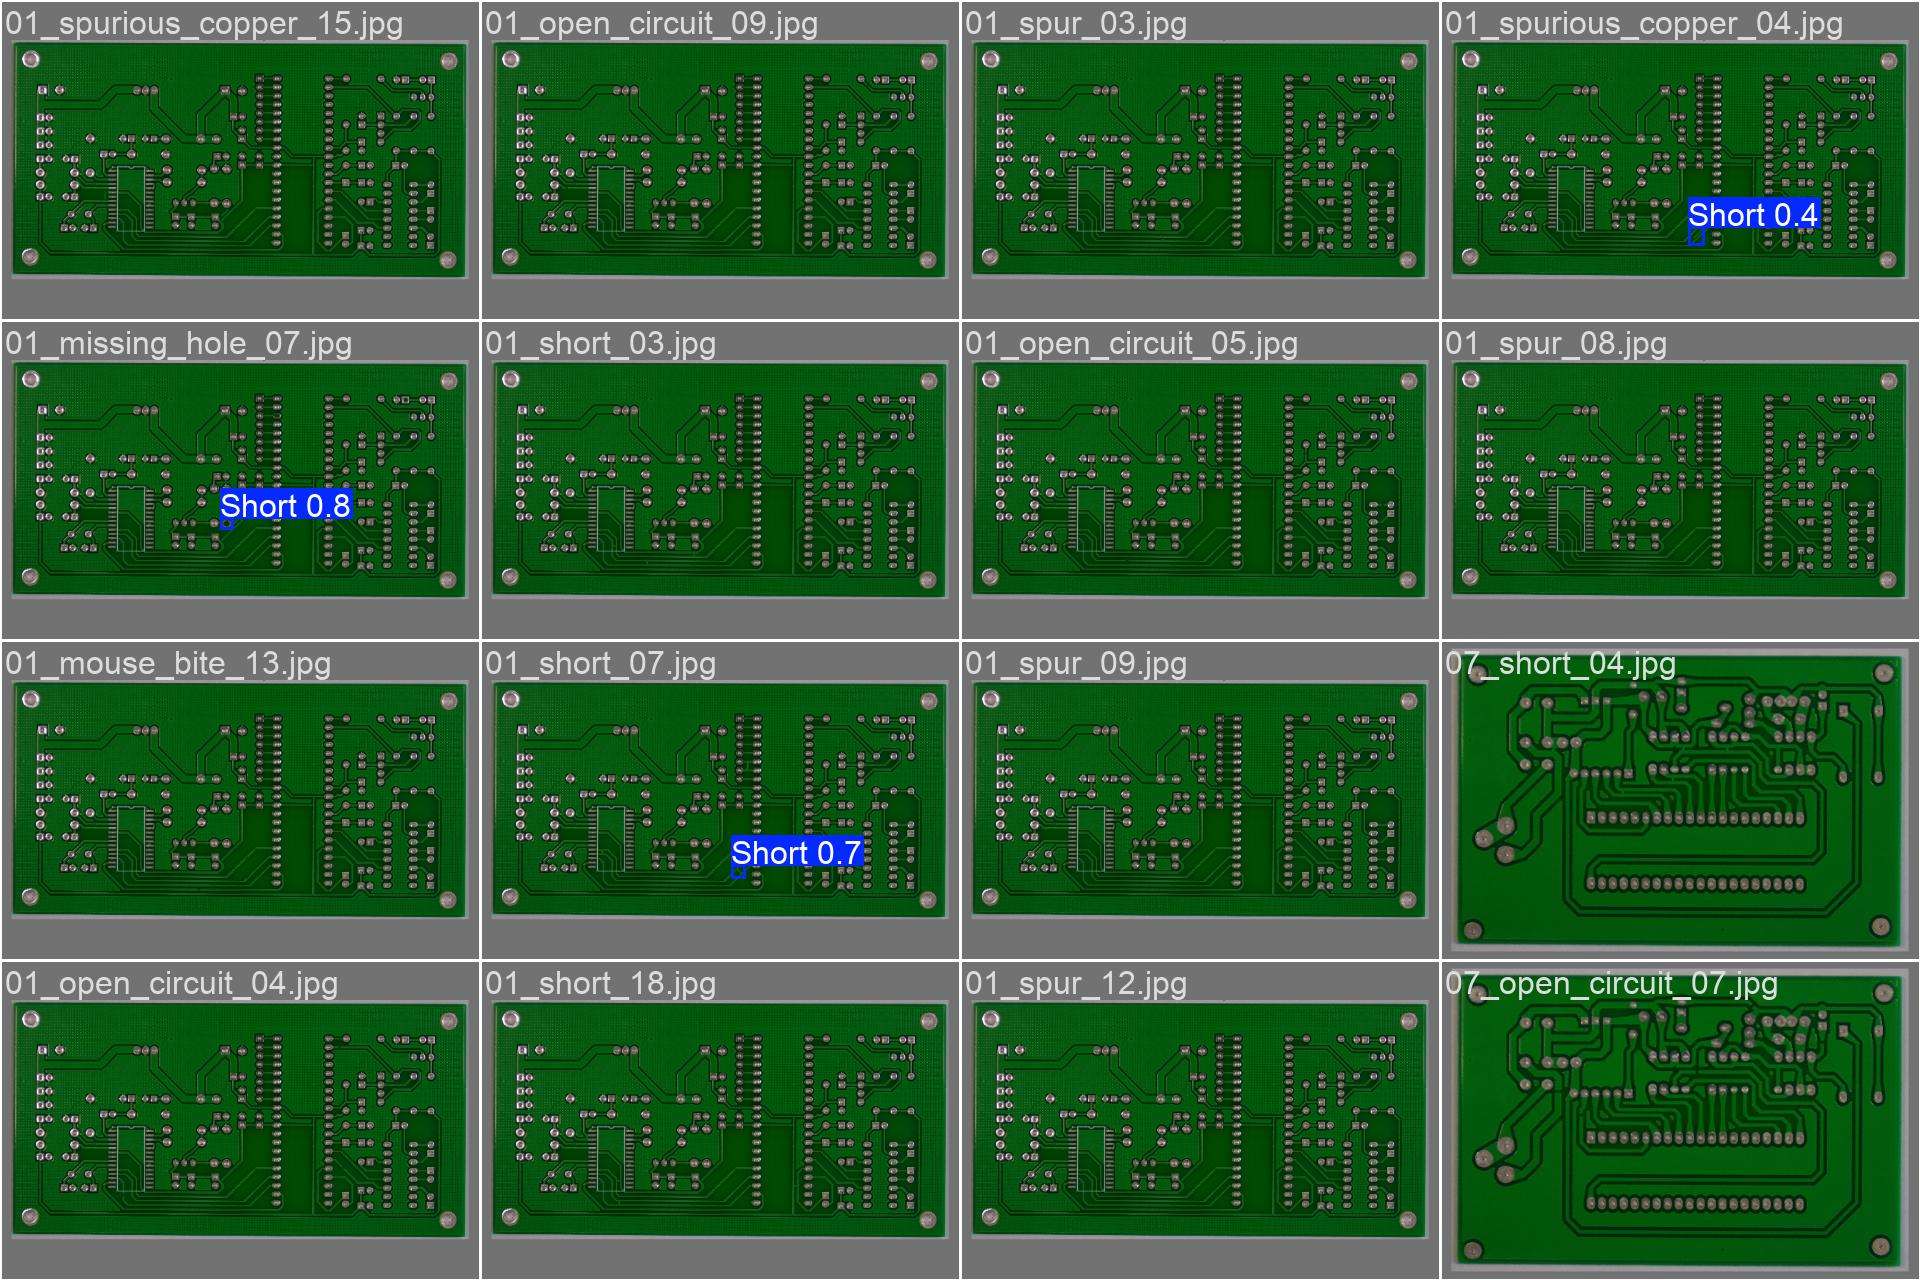 01_spurious_copper_15.jpg
01_open_circuit_09.jpg
01_spur_03.jpg
01_spurious_copper_04.jpg
Short 0.4
01_missing_hole_07.jpg
01_short_03.jpg
01_open_circuit_05.jpg
01_spur_08.jpg
Short 0.8
01_mouse_bite_13.jpg
01_short_07.jpg
01_spur_09.jpg
07_short_04.jpg
Short 0.7
01_open_circuit_04.jpg
01_short_18.jpg
01_spur_12.jpg
07_open_circuit_07.jpg